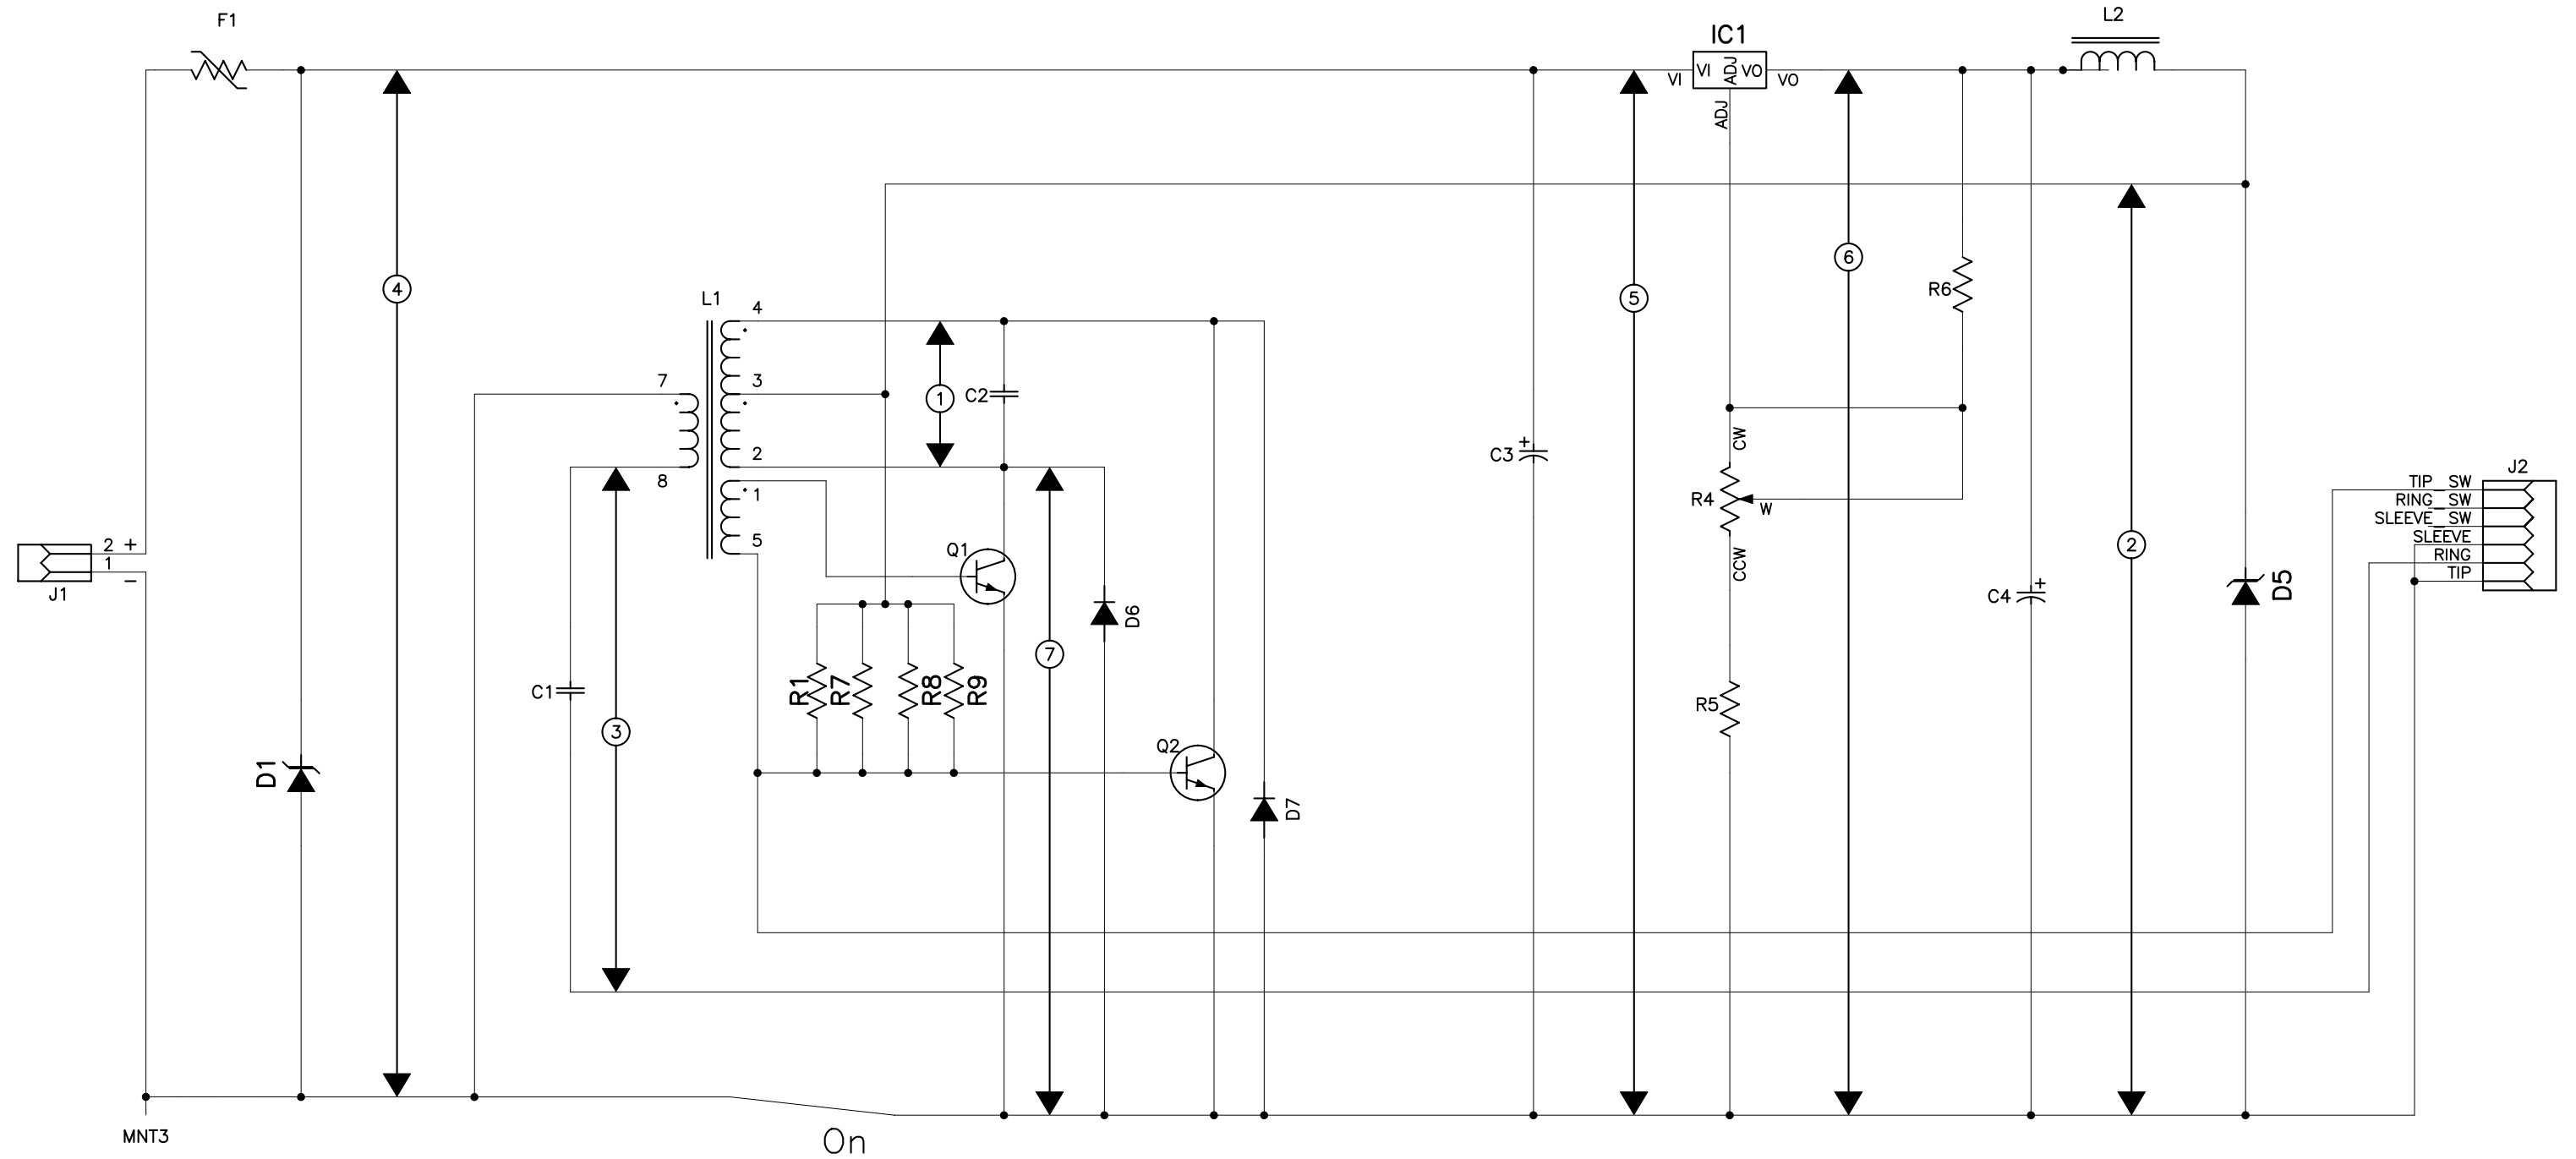 F1
L2
IC1
VI
VI
ADJ
VO
VO
ADJ
4
5
6
R6
L1
4
7
3
1
C2
2
8
1
5
CW
C3
R4
W
CCW
J2
TIP_SW
RING_SW
SLEEVE_SW
SLEEVE
RING
TIP
2
2 +
1
−
J1
Q1
D6
7
C4
D5
C1
R1
R7
R8
R9
3
R5
Q2
D1
D7
MNT3
On